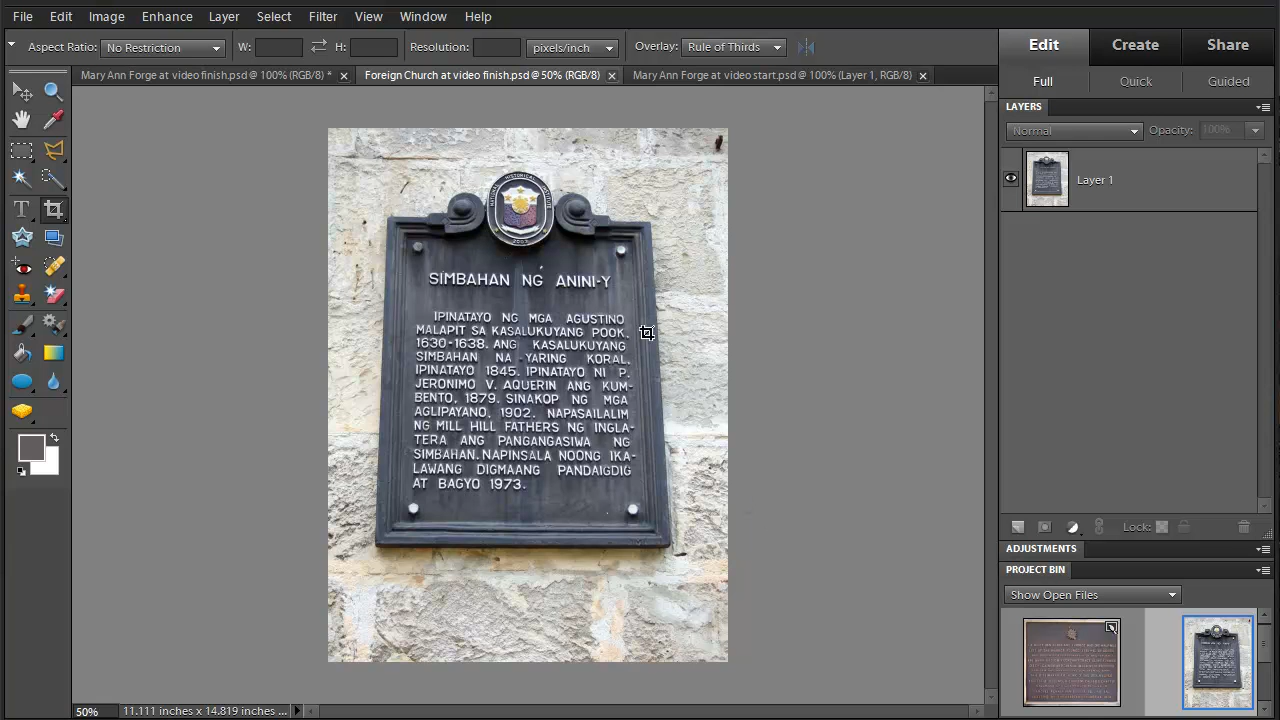 File Edit Image Enhance Layer Select Filter View Window Help
Aspect Ratio: No Restriction W: H: Resolution: pixels/inch Overlay: Rule of Thirds
Edit Create Share
Mary Ann Forge at video finish.psd @ 100% (RGB/8) * Foreign Church at video finish.psd @ 50% (RGB/8) Mary Ann Forge at video start.psd @ 100% (Layer 1, RGB/8)
Full Quick Guided
LAYERS
Normal Opacity: 100%
Layer 1
NATIONAL HISTORICAL INSTITUTE
2003
SIMBAHAN NG ANINI-Y
IPINATAYO NG MGA AGUSTINO
MALAPIT SA KASALUKUYANG POOK,
1630-1638. ANG KASALUKUYANG
SIMBAHAN NA YARING KORAL,
IPINATAYO 1845. IPINATAYO NI P.
JERONIMO V. AQUERIN ANG KUM-
BENTO, 1879. SINAKOP NG MGA
AGLIPAYANO, 1902. NAPASAILALIM
NG MILL HILL FATHERS NG INGLA-
TERA ANG PANGANGASIWA NG
SIMBAHAN. NAPINSALA NOONG IKA-
LAWANG DIGMAANG PANDAIGDIG
AT BAGYO 1973.
Lock:
ADJUSTMENTS
PROJECT BIN
Show Open Files
50% 11.111 inches x 14.819 inches ...